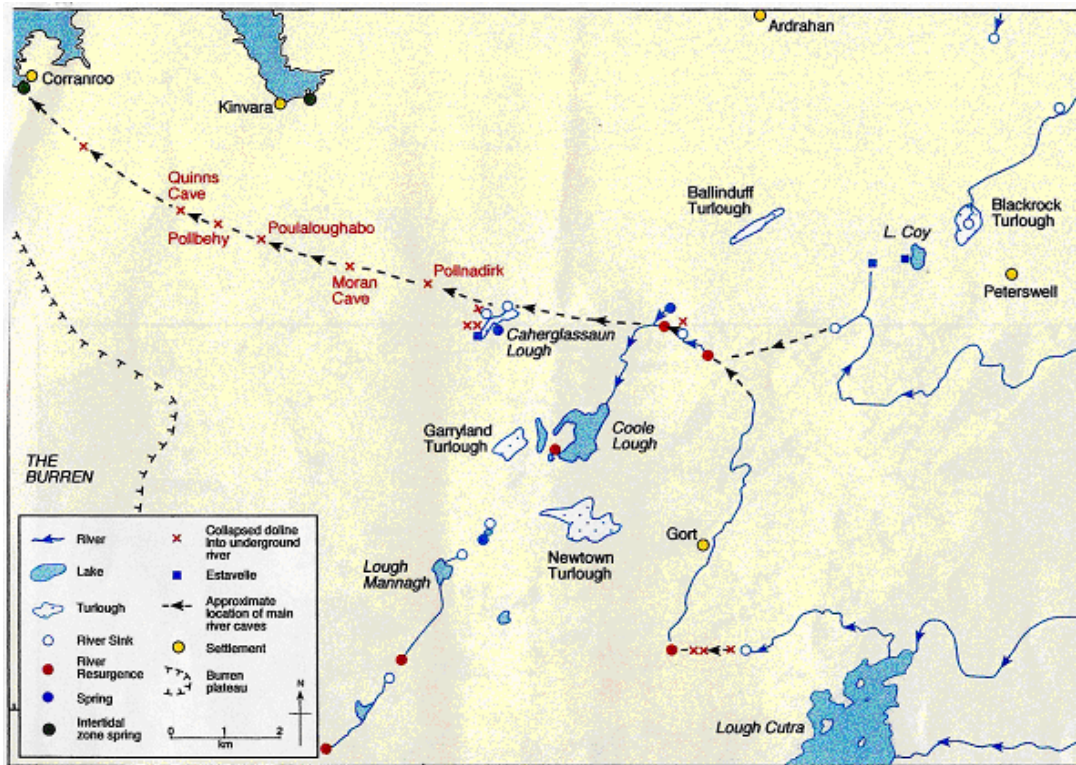 Ardrahan
Corranroo
Kinvara
Quinns
Cave
Pollbehy
Poulaloughabo
Moran
Cave
Pollnadirk
Ballinduff
Turlough
L. Coy
Blackrock
Turlough
Peterswell
Caherglassaun
Lough
Garryland
Turlough
Coole
Lough
THE
BURREN
Newtown
Turlough
Gort
Lough
Mannagh
Lough Cutra
River
Lake
Turlough
River Sink
River
Resurgence
Spring
Intertidal
zone spring
Collapsed doline
into underground
river
Estavelle
Approximate
location of main
river caves
Settlement
Burren
plateau
N
0 1 2
km